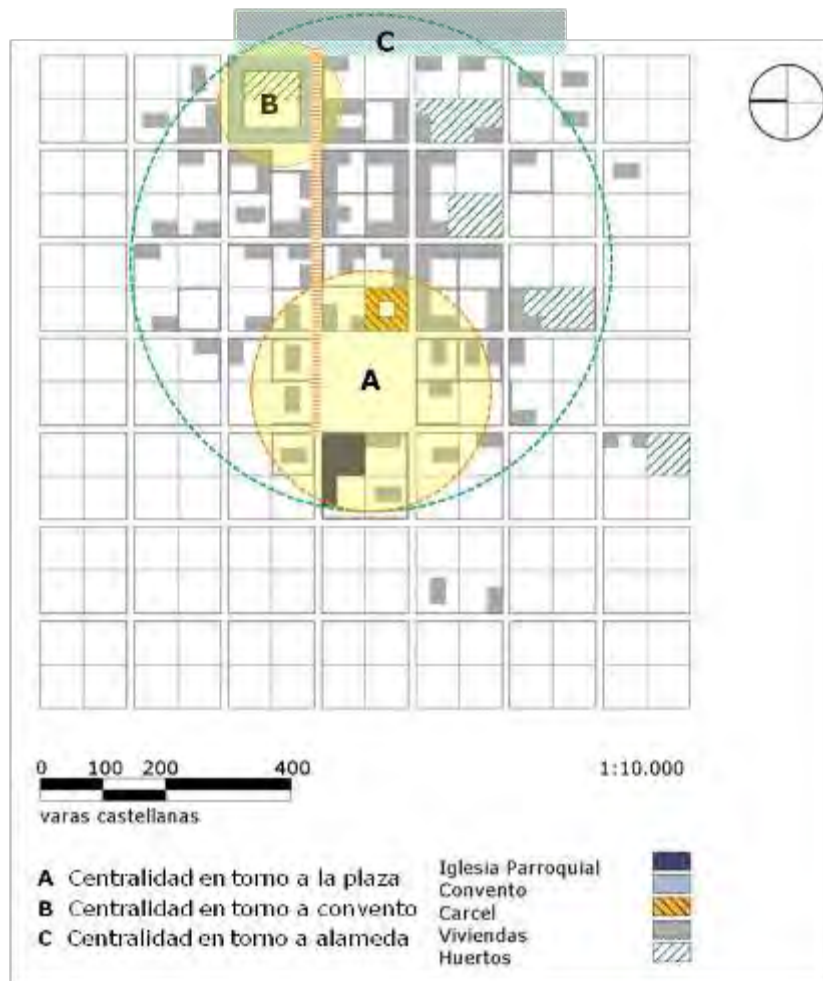 C
B
A
0 100 200 400
1:10.000
varas castellanas
A Centralidad en torno a la plaza
B Centralidad en torno a convento
C Centralidad en torno a alameda
Iglesia Parroquial
Convento
Carcel
Viviendas
Huertos